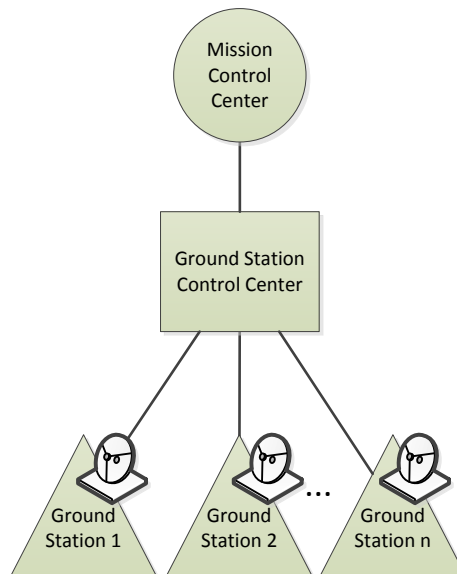 Mission
Control
Center
Ground Station
Control Center
...
Ground
Station 1
Ground
Station 2
Ground
Station n